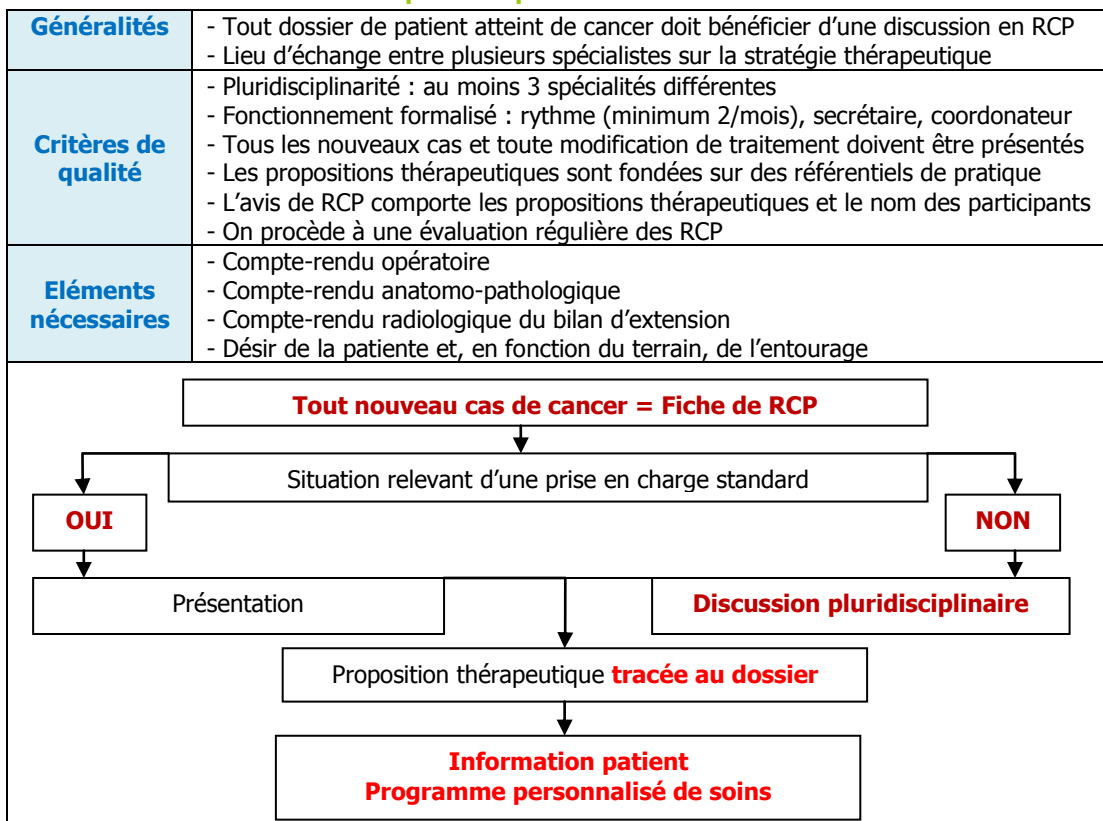 Généralités
- Tout dossier de patient atteint de cancer doit bénéficier d'une discussion en RCP
- Lieu d'échange entre plusieurs spécialistes sur la stratégie thérapeutique
Critères de
qualité
- Pluridisciplinarité : au moins 3 spécialités différentes
- Fonctionnement formalisé : rythme (minimum 2/mois), secrétaire, coordonateur
- Tous les nouveaux cas et toute modification de traitement doivent être présentés
- Les propositions thérapeutiques sont fondées sur des référentiels de pratique
- L'avis de RCP comporte les propositions thérapeutiques et le nom des participants
- On procède à une évaluation régulière des RCP
Eléments
nécessaires
- Compte-rendu opératoire
- Compte-rendu anatomo-pathologique
- Compte-rendu radiologique du bilan d'extension
- Désir de la patiente et, en fonction du terrain, de l'entourage
Tout nouveau cas de cancer = Fiche de RCP
Situation relevant d'une prise en charge standard
OUI
NON
Présentation
Discussion pluridisciplinaire
Proposition thérapeutique tracée au dossier
Information patient
Programme personnalisé de soins